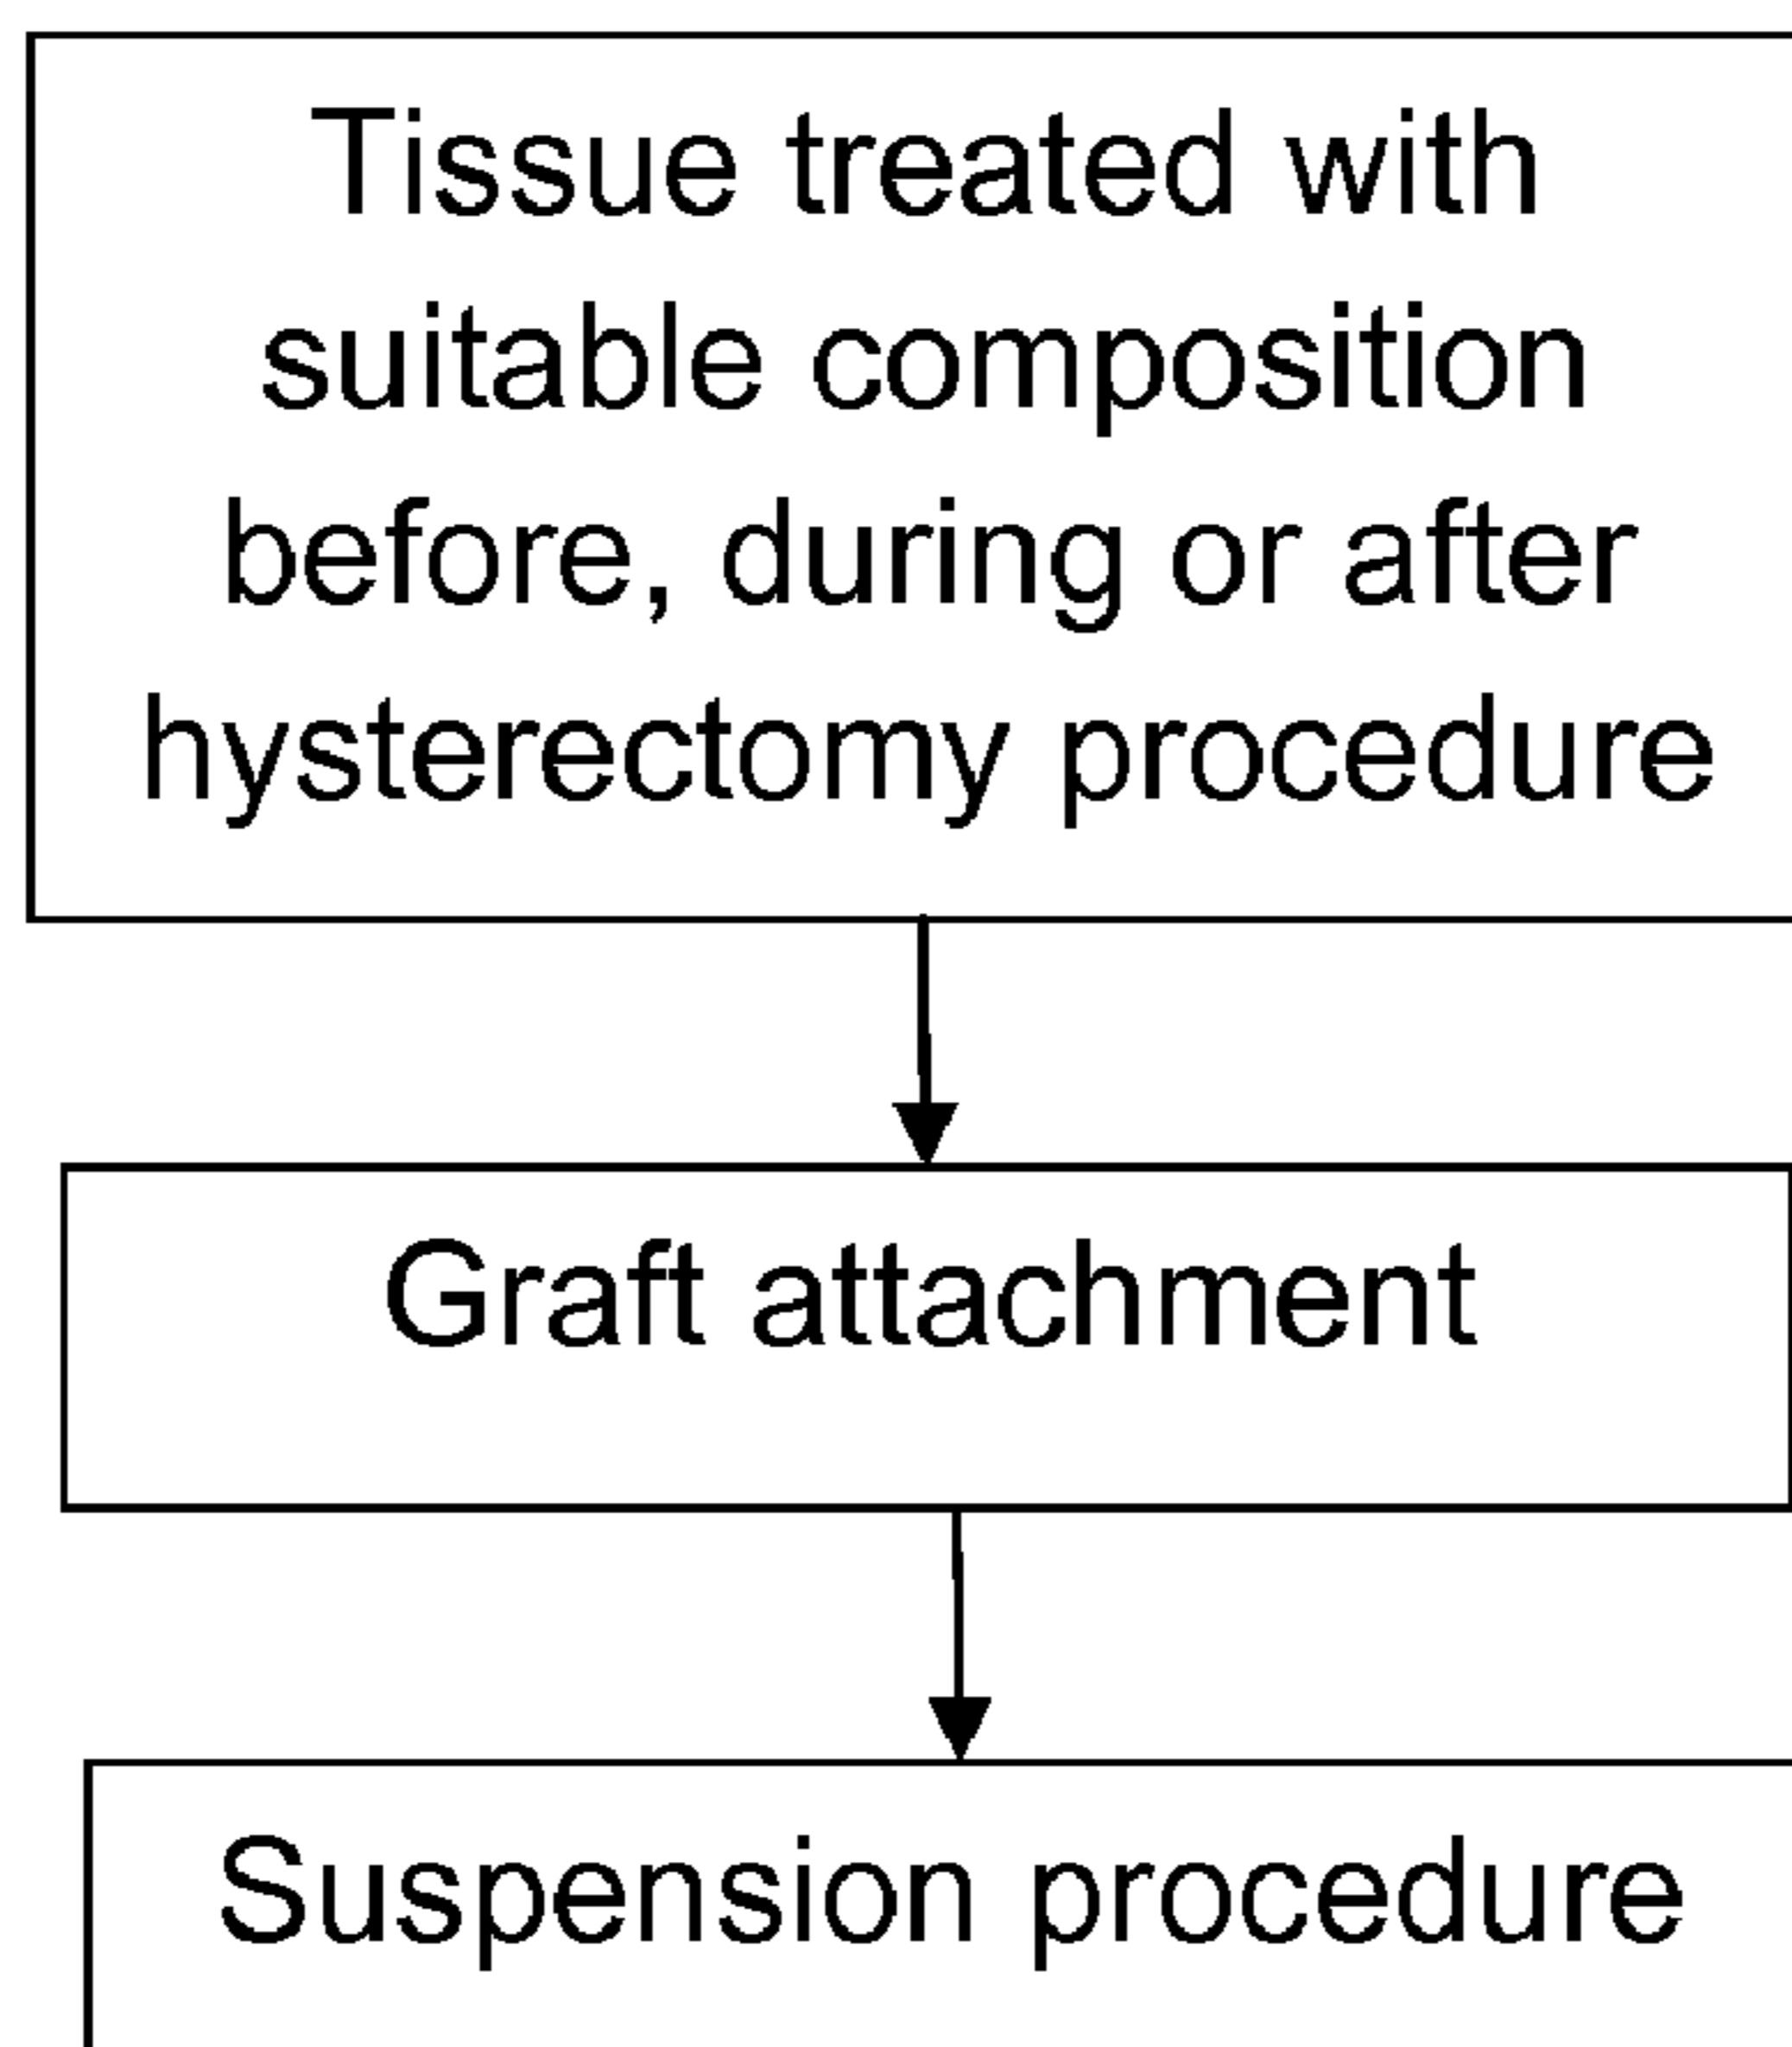 Tissue treated with
suitable composition
before, during or after
hysterectomy procedure
Graft attachment
Suspension procedure